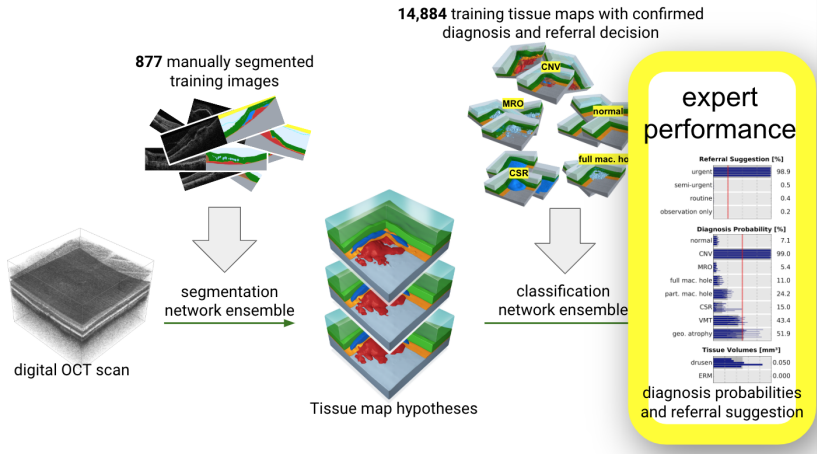 14,884 training tissue maps with confirmed
diagnosis and referral decision
877 manually segmented
training images
CNV
MRO
normal
CSR
full mac. ho
digital OCT scan
segmentation
network ensemble
Tissue map hypotheses
classification
network ensemble
expert
performance
Referral Suggestion [%]
urgent 98.9
semi-urgent 0.5
routine 0.4
observation only 0.2
Diagnosis Probability [%]
normal 7.1
CNV 99.0
MRO 5.4
full mac. hole 11.0
part. mac. hole 24.2
CSR 15.0
VMT 43.4
geo. atrophy 51.9
Tissue Volumes [mm³]
drusen 0.050
ERM 0.000
diagnosis probabilities
and referral suggestion